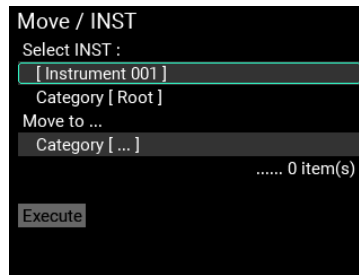 Move / INST
Select INST :
[ Instrument 001 ]
Category [ Root ]
Move to ...
Category [ ... ]
...... 0 item(s)
Execute